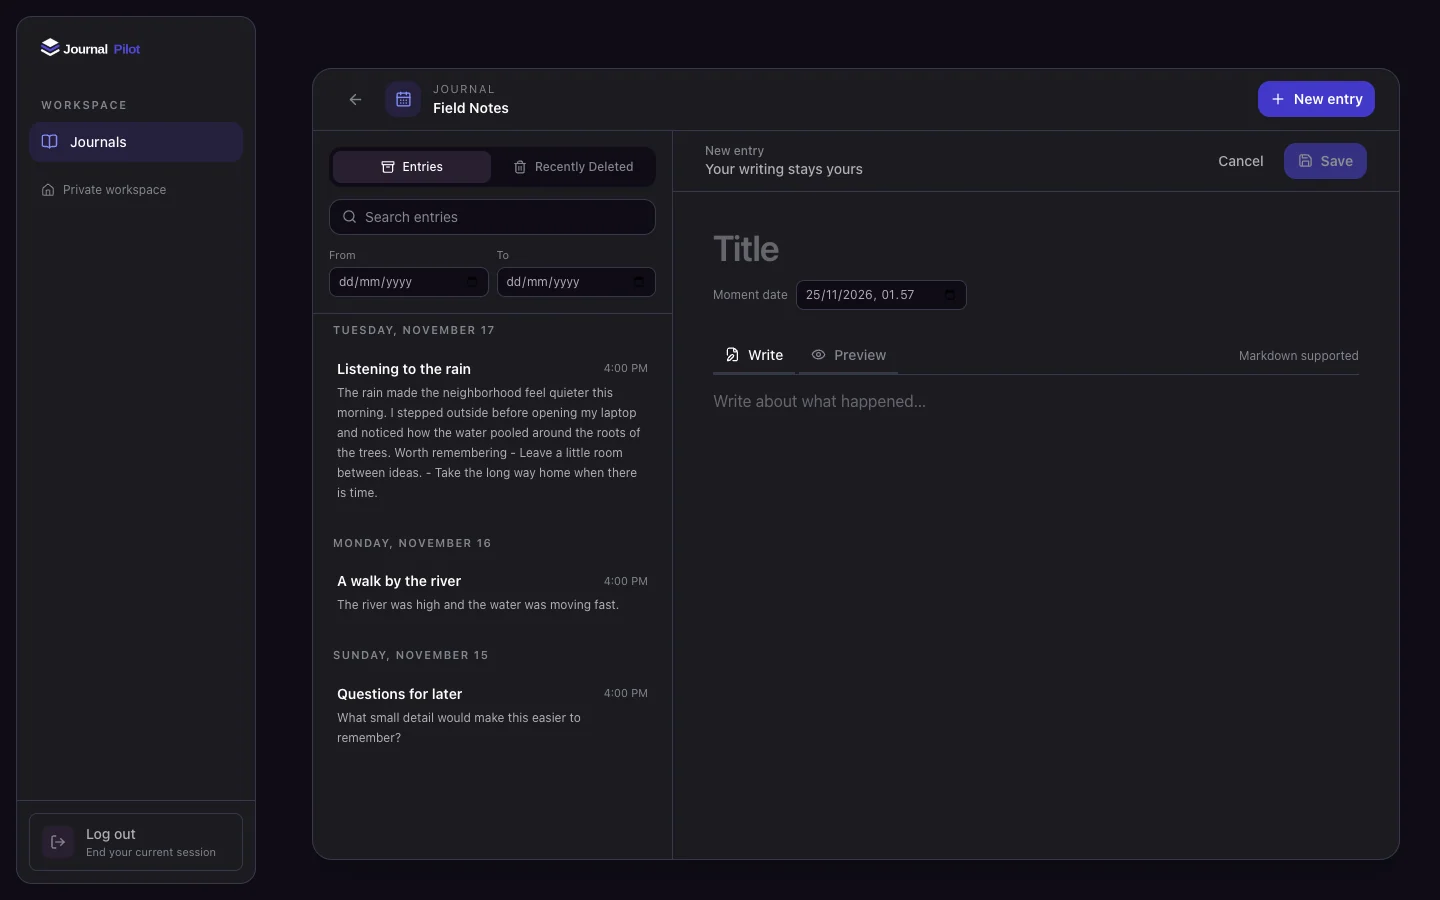 Journal Pilot
WORKSPACE
Journals
Private workspace
Log out
End your current session
JOURNAL
Field Notes
New entry
Entries
Recently Deleted
Search entries
From
To
dd/mm/yyyy
dd/mm/yyyy
TUESDAY, NOVEMBER 17
Listening to the rain
4:00 PM
The rain made the neighborhood feel quieter this
morning. I stepped outside before opening my laptop
and noticed how the water pooled around the roots of
the trees. Worth remembering - Leave a little room
between ideas. - Take the long way home when there
is time.
MONDAY, NOVEMBER 16
A walk by the river
4:00 PM
The river was high and the water was moving fast.
SUNDAY, NOVEMBER 15
Questions for later
4:00 PM
What small detail would make this easier to
remember?
New entry
Your writing stays yours
Cancel
Save
Title
Moment date
25/11/2026, 01.57
Write
Preview
Markdown supported
Write about what happened...